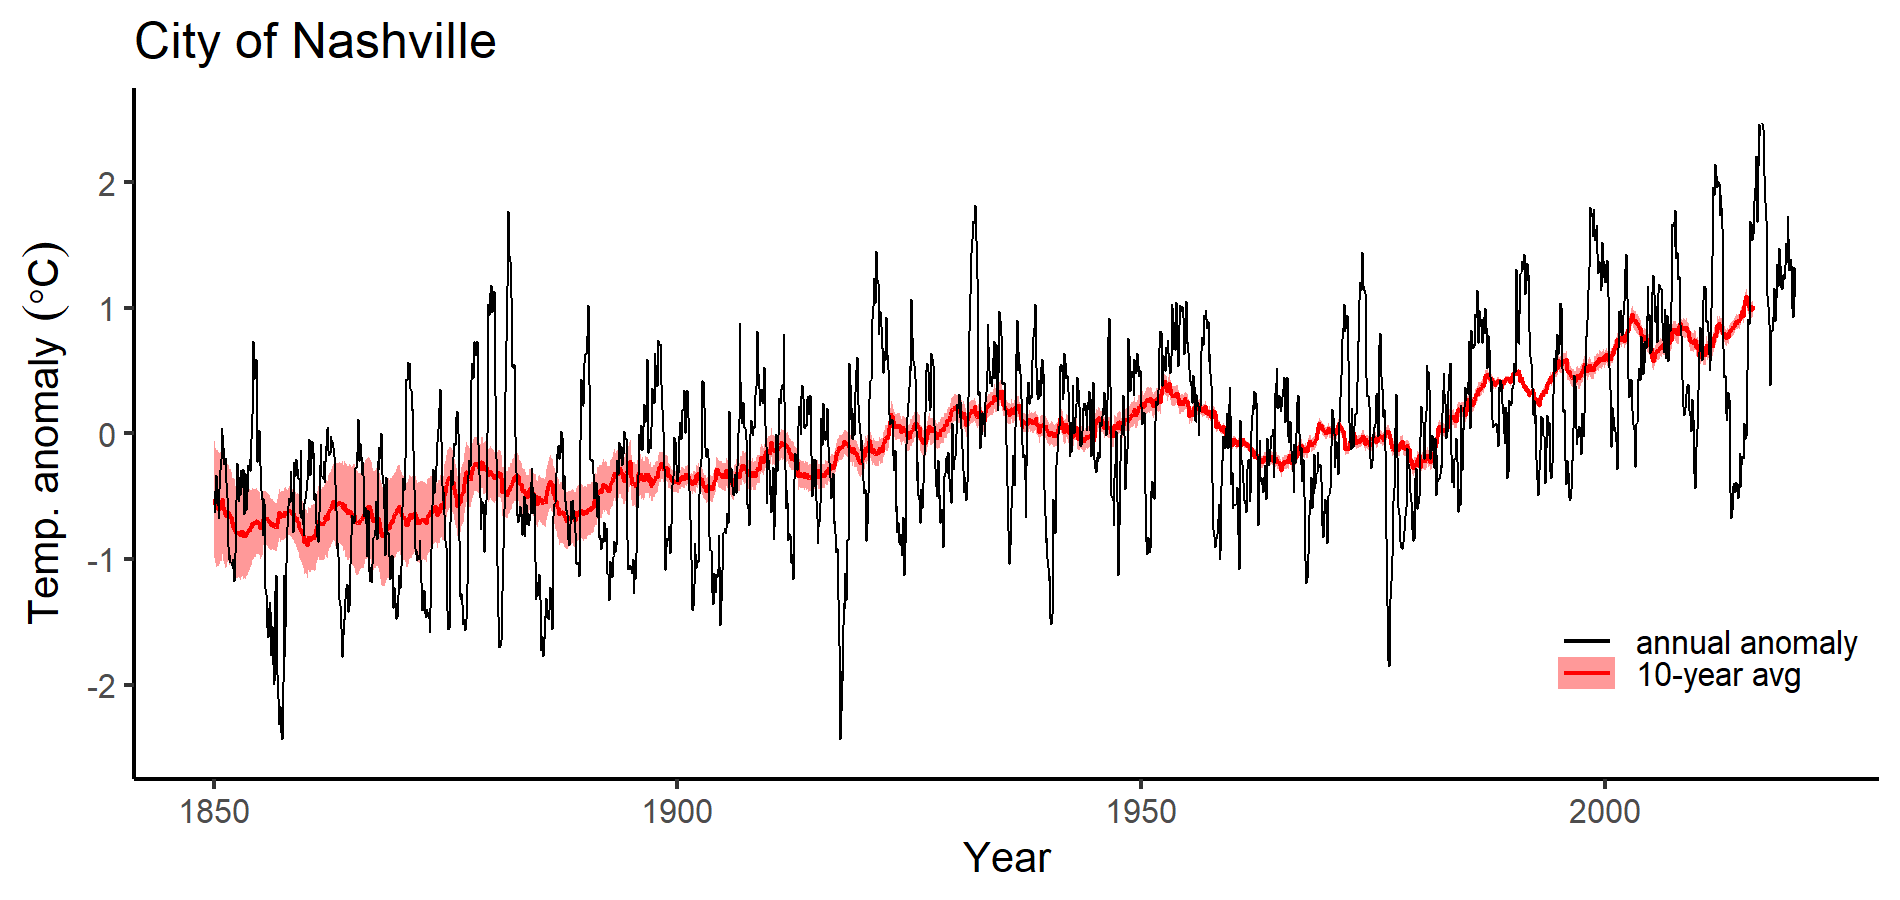 City of Nashville
Temp. anomaly (°C)
2
1
0
-1
-2
1850
1900
1950
2000
Year
annual anomaly
10-year avg